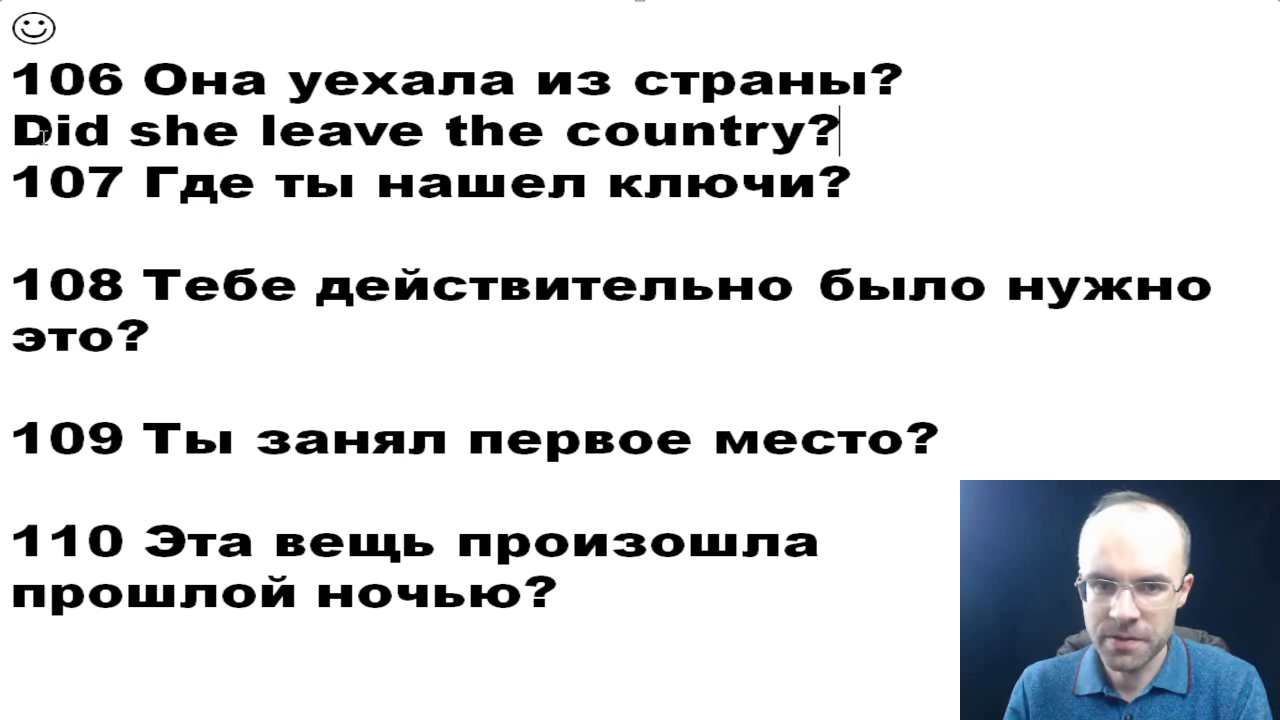 106 Она уехала из страны?
Did she leave the country?
107 Где ты нашел ключи?
108 Тебе действительно было нужно
это?
109 Ты занял первое место?
110 Эта вещь произошла
прошлой ночью?